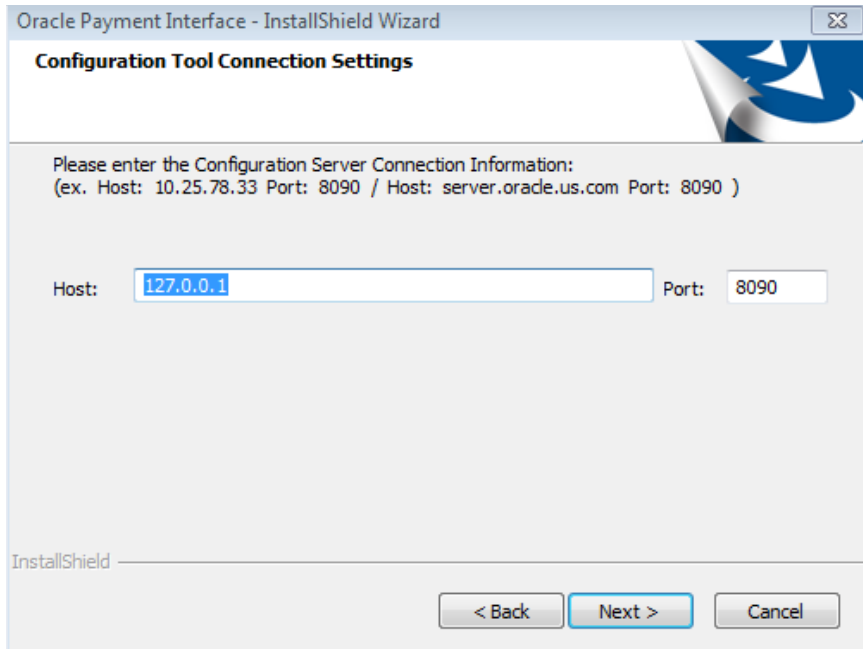 Oracle Payment Interface - InstallShield Wizard
Configuration Tool Connection Settings
Please enter the Configuration Server Connection Information:
(ex. Host: 10.25.78.33 Port: 8090 / Host: server.oracle.us.com Port: 8090 )
Host: 127.0.0.1 Port: 8090
InstallShield
< Back Next > Cancel